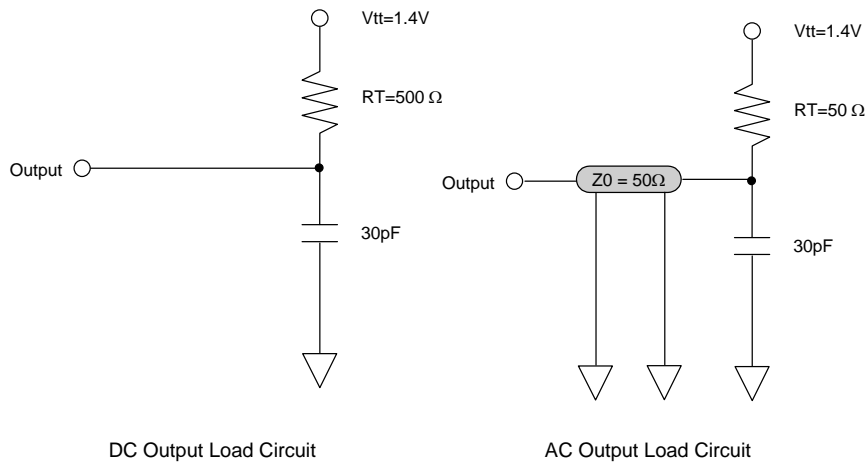 Vtt=1.4V
RT=500 Ω
Output
30pF
DC Output Load Circuit
Vtt=1.4V
RT=50 Ω
Output
Z0 = 50Ω
30pF
AC Output Load Circuit